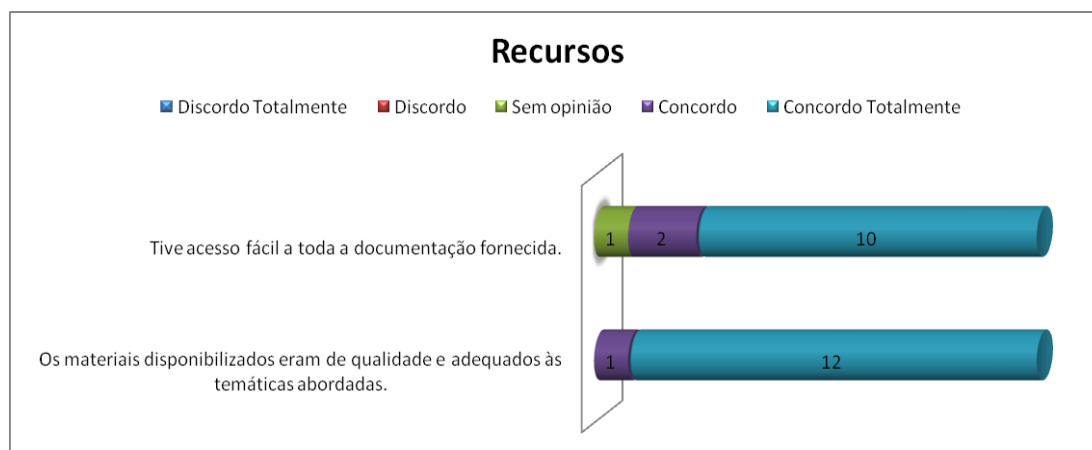 Recursos
Discordo Totalmente Discordo Sem opinião Concordo Concordo Totalmente
Tive acesso fácil a toda a documentação fornecida.
1 2 10
Os materiais disponibilizados eram de qualidade e adequados às
temáticas abordadas.
1 12